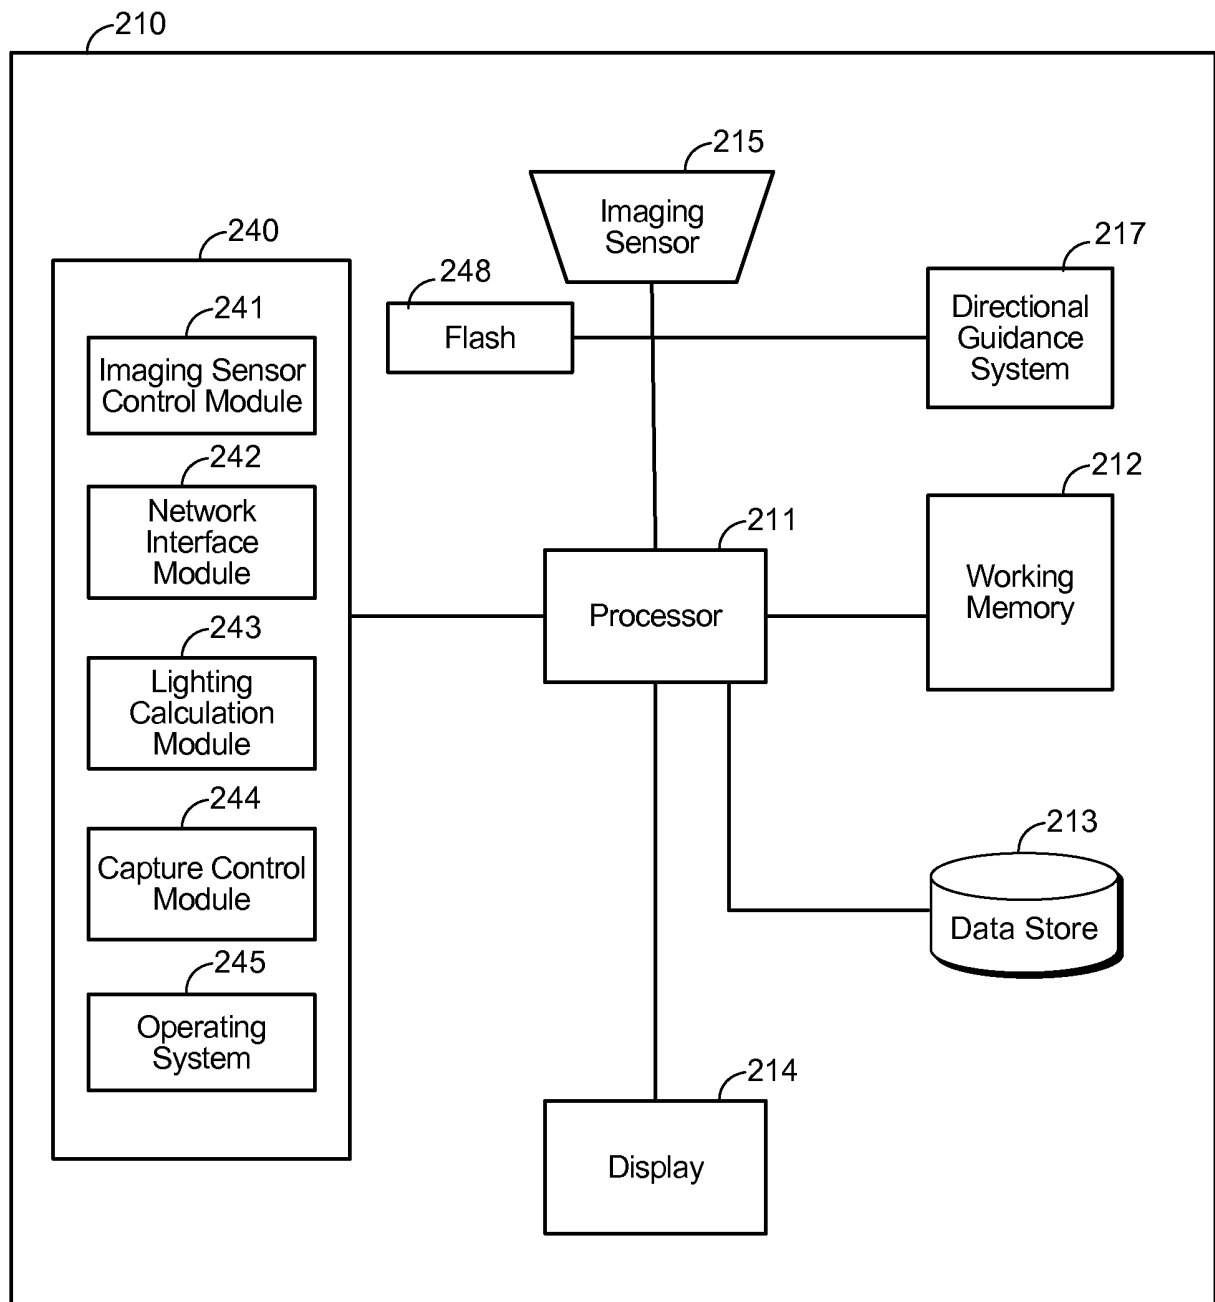 210
215
Imaging
Sensor
240
248
Flash
217
Directional
Guidance
System
241
Imaging Sensor
Control Module
242
Network
Interface
Module
212
Working
Memory
211
Processor
243
Lighting
Calculation
Module
244
Capture Control
Module
213
Data Store
245
Operating
System
214
Display